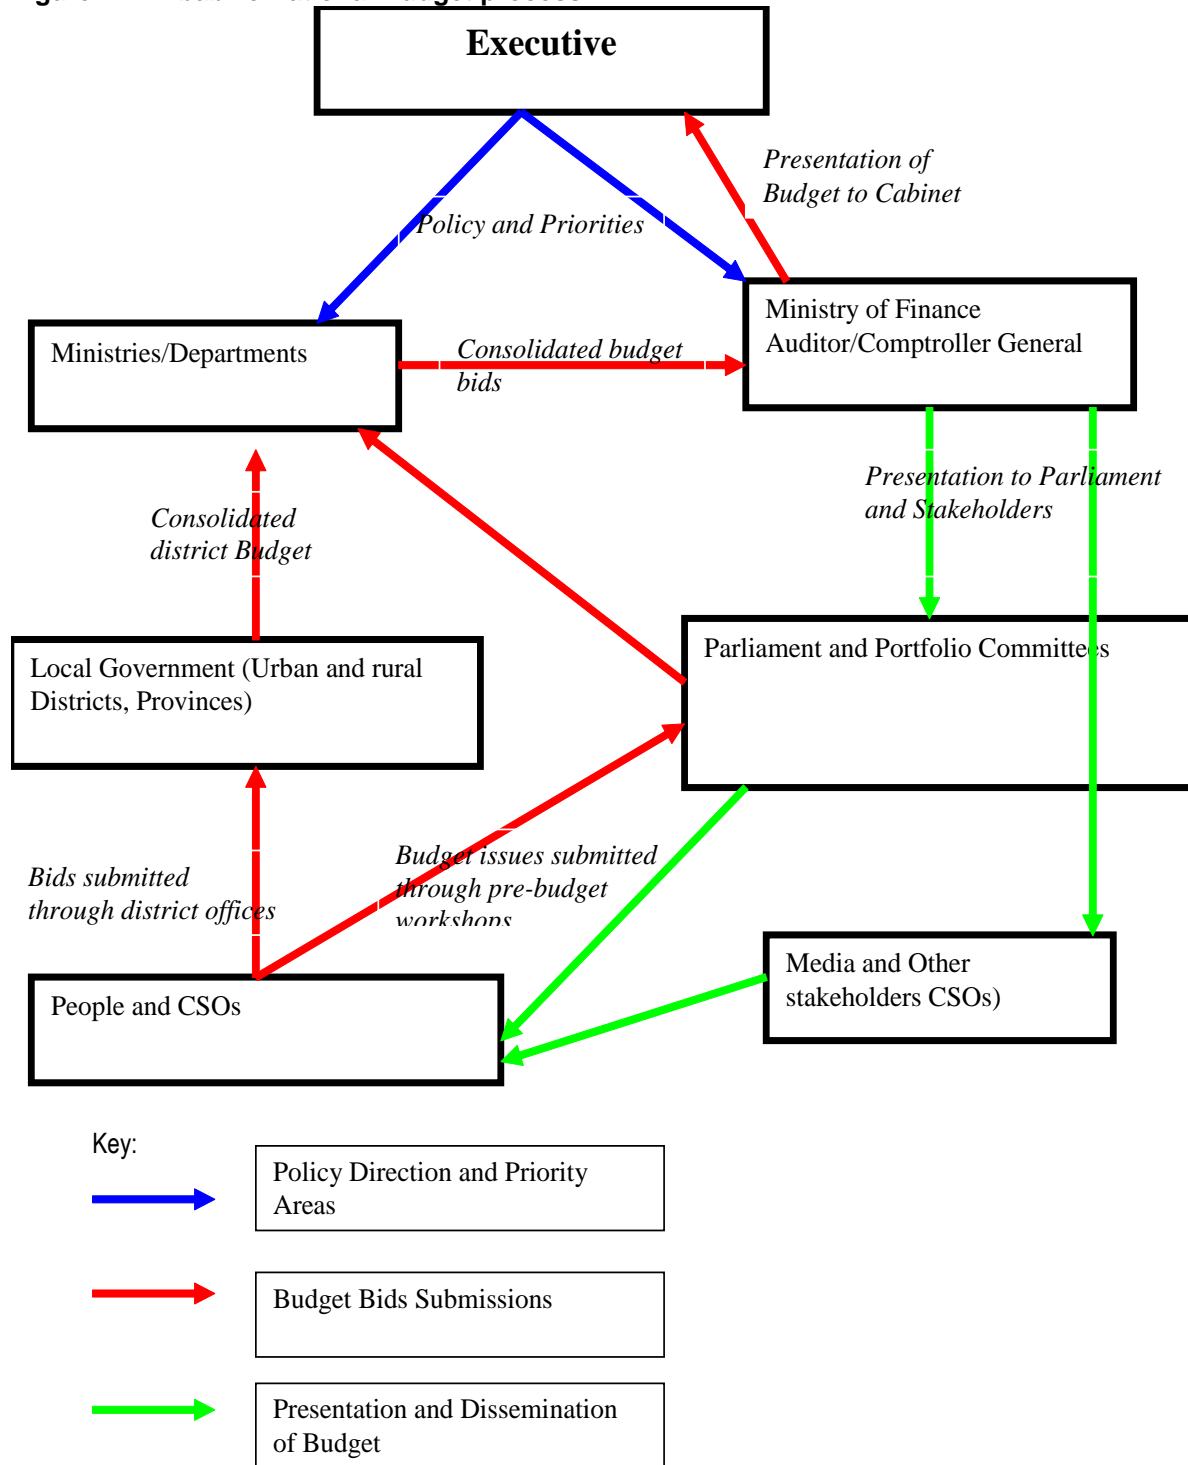 Executive
Presentation of
Budget to Cabinet
Policy and Priorities
Ministry of Finance
Auditor/Comptroller General
Ministries/Departments
Consolidated budget
bids
Presentation to Parliament
and Stakeholders
Consolidated
district Budget
Local Government (Urban and rural
Districts, Provinces)
Parliament and Portfolio Committees
Budget issues submitted
through pre-budget
workshops
Bids submitted
through district offices
Media and Other
stakeholders CSOs)
People and CSOs
Key:
Policy Direction and Priority
Areas
Budget Bids Submissions
Presentation and Dissemination
of Budget